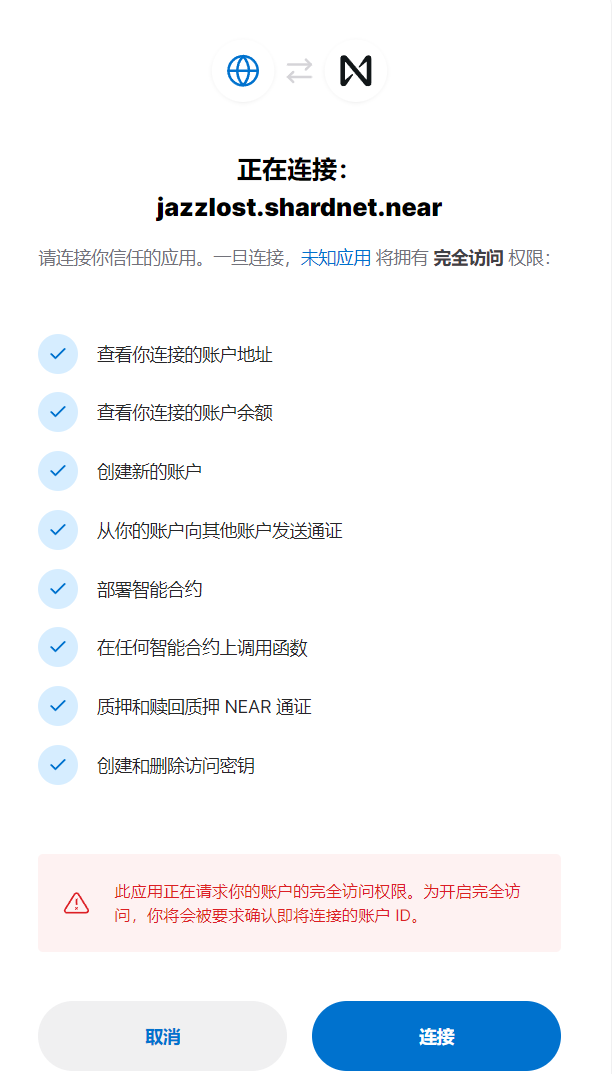 正在连接：
jazzlost.shardnet.near
请连接你信任的应用。一旦连接，未知应用 将拥有 完全访问 权限：
查看你连接的账户地址
查看你连接的账户余额
创建新的账户
从你的账户向其他账户发送通证
部署智能合约
在任何智能合约上调用函数
质押和赎回质押 NEAR 通证
创建和删除访问密钥
此应用正在请求你的账户的完全访问权限。为开启完全访
问，你将会被要求确认即将连接的账户 ID。
取消
连接